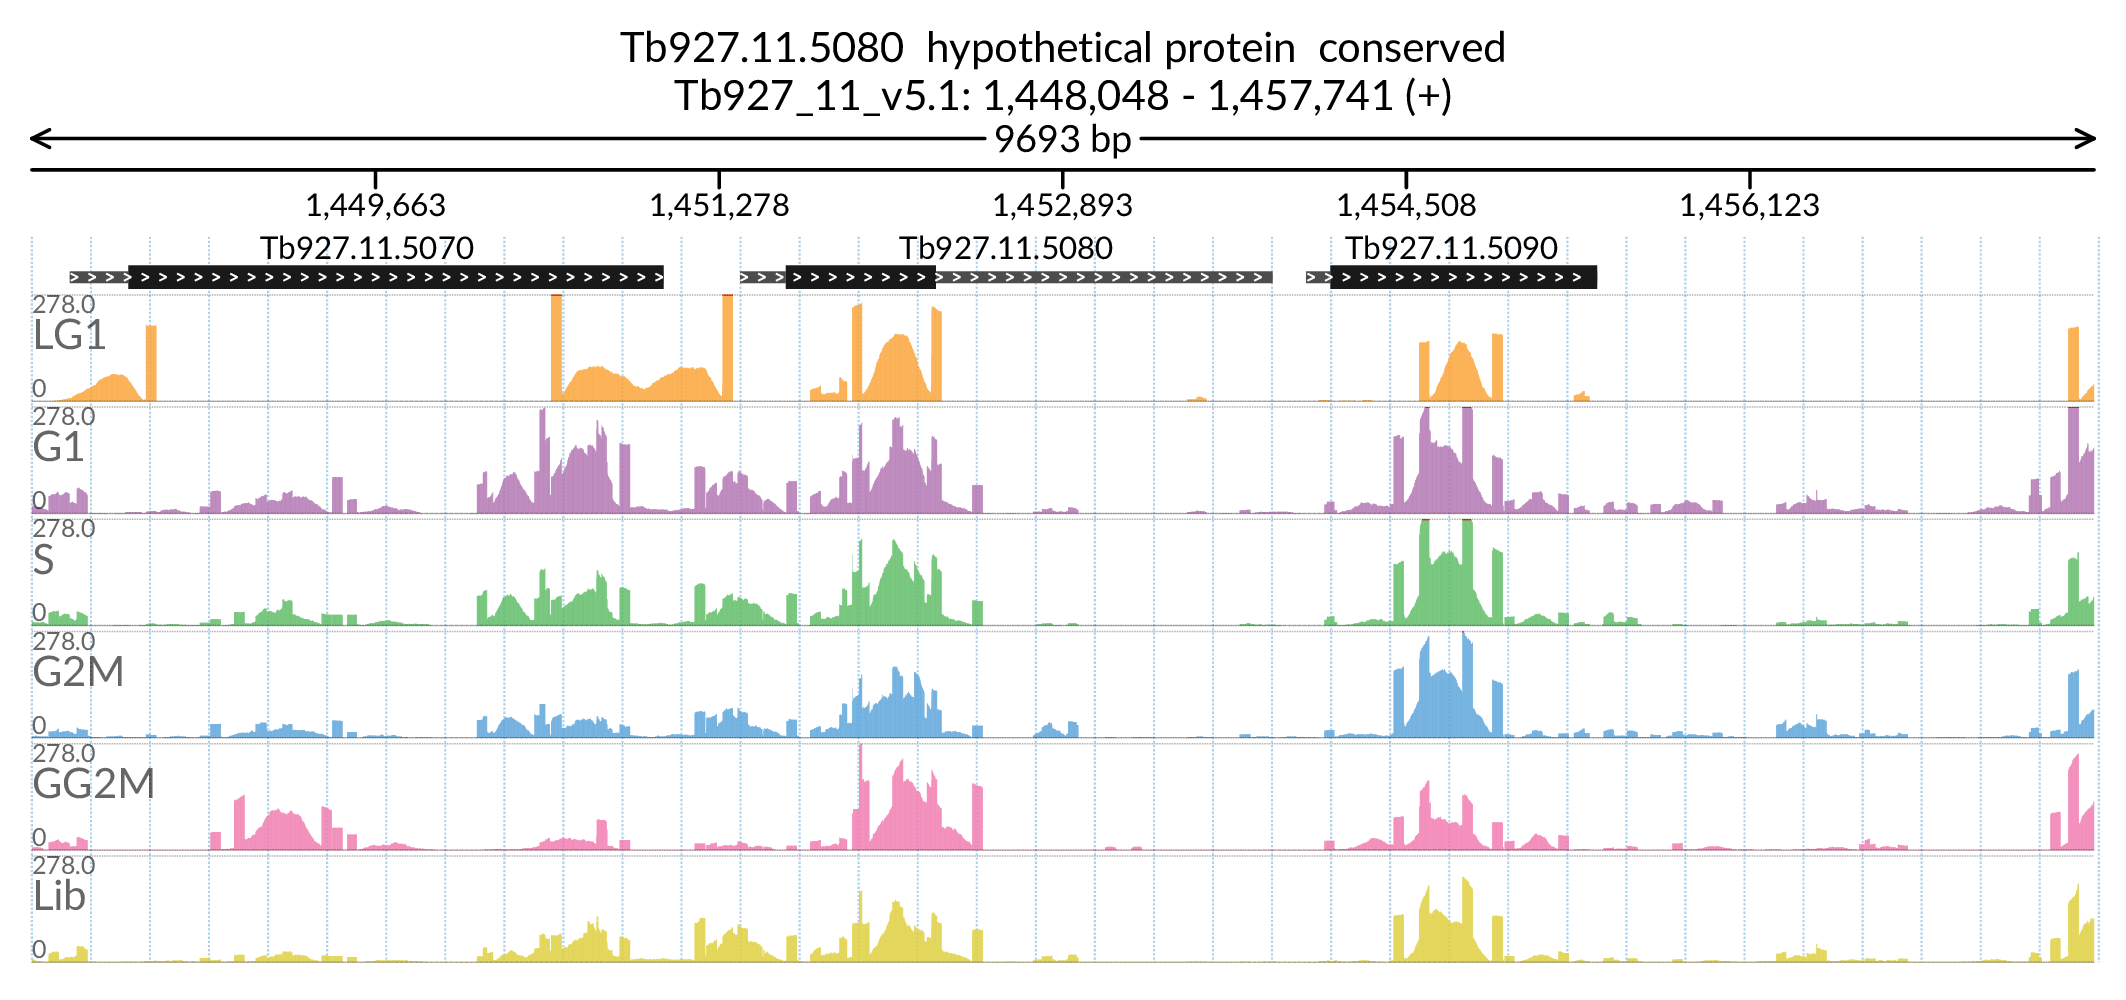 Tb927.11.5080  hypothetical protein  conserved
Tb927_11_v5.1: 1,448,048 - 1,457,741 (+)
9693 bp
1,449,663 1,451,278 1,452,893 1,454,508 1,456,123
Tb927.11.5070 Tb927.11.5080 Tb927.11.5090
278.0
LG1
0
278.0
G1
0
278.0
S
0
278.0
G2M
0
278.0
GG2M
0
278.0
Lib
0